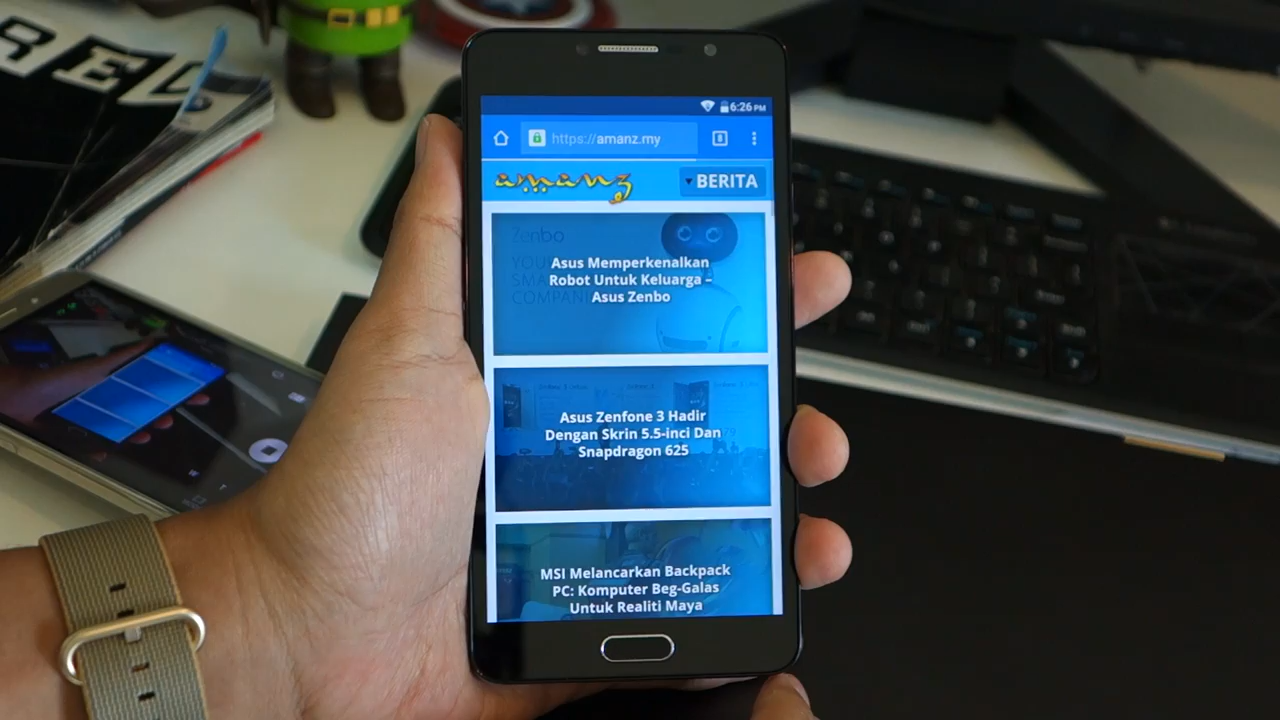 6:26 PM
https://amanz.my
amanz
BERITA
Zenbo
Asus Memperkenalkan
Robot Untuk Keluarga –
Asus Zenbo
Asus Zenfone 3 Hadir
Dengan Skrin 5.5-inci Dan
Snapdragon 625
MSI Melancarkan Backpack
PC: Komputer Beg-Galas
Untuk Realiti Maya